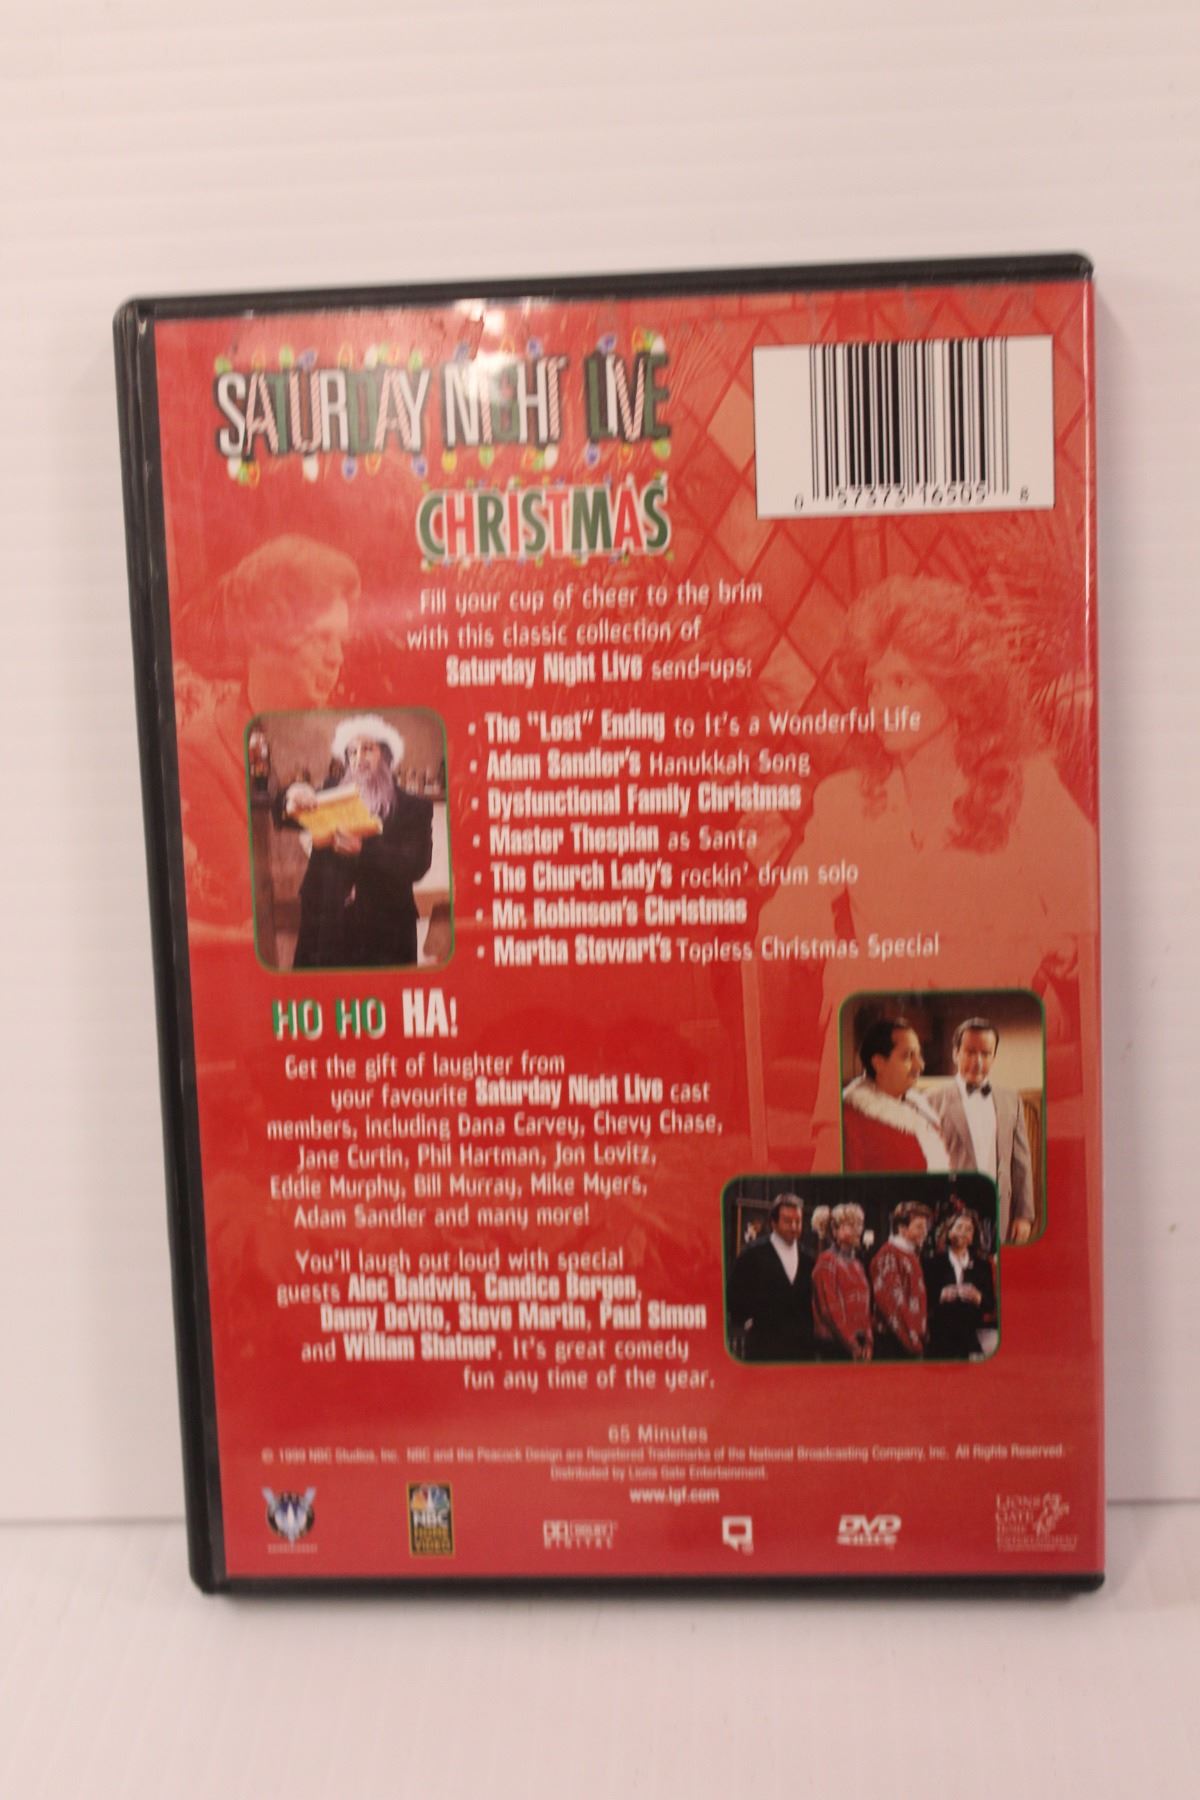 SATURDAY NIGHT LIVE
CHRISTMAS
0 57373 16505 8
Fill your cup of cheer to the brim
with this classic collection of
Saturday Night Live send-ups:
• The "Lost" Ending to It's a Wonderful Life
• Adam Sandler's Hanukkah Song
• Dysfunctional Family Christmas
• Master Thespian as Santa
• The Church Lady's rockin' drum solo
• Mr. Robinson's Christmas
• Martha Stewart's Topless Christmas Special
HO HO HA!
Get the gift of laughter from
your favourite Saturday Night Live cast
members, including Dana Carvey, Chevy Chase,
Jane Curtin, Phil Hartman, Jon Lovitz,
Eddie Murphy, Bill Murray, Mike Myers,
Adam Sandler and many more!
You'll laugh out loud with special
guests Alec Baldwin, Candice Bergen,
Danny DeVito, Steve Martin, Paul Simon
and William Shatner. It's great comedy
fun any time of the year.
65 Minutes
© 1999 NBC Studios, Inc. NBC and the Peacock Design are Registered Trademarks of the National Broadcasting Company, Inc. All Rights Reserved.
Distributed by Lions Gate Entertainment.
www.lgf.com
NBC
HOME
VIDEO
DOLBY
DIGITAL
DVD
VIDEO
LIONS
GATE
HOME
ENTERTAINMENT